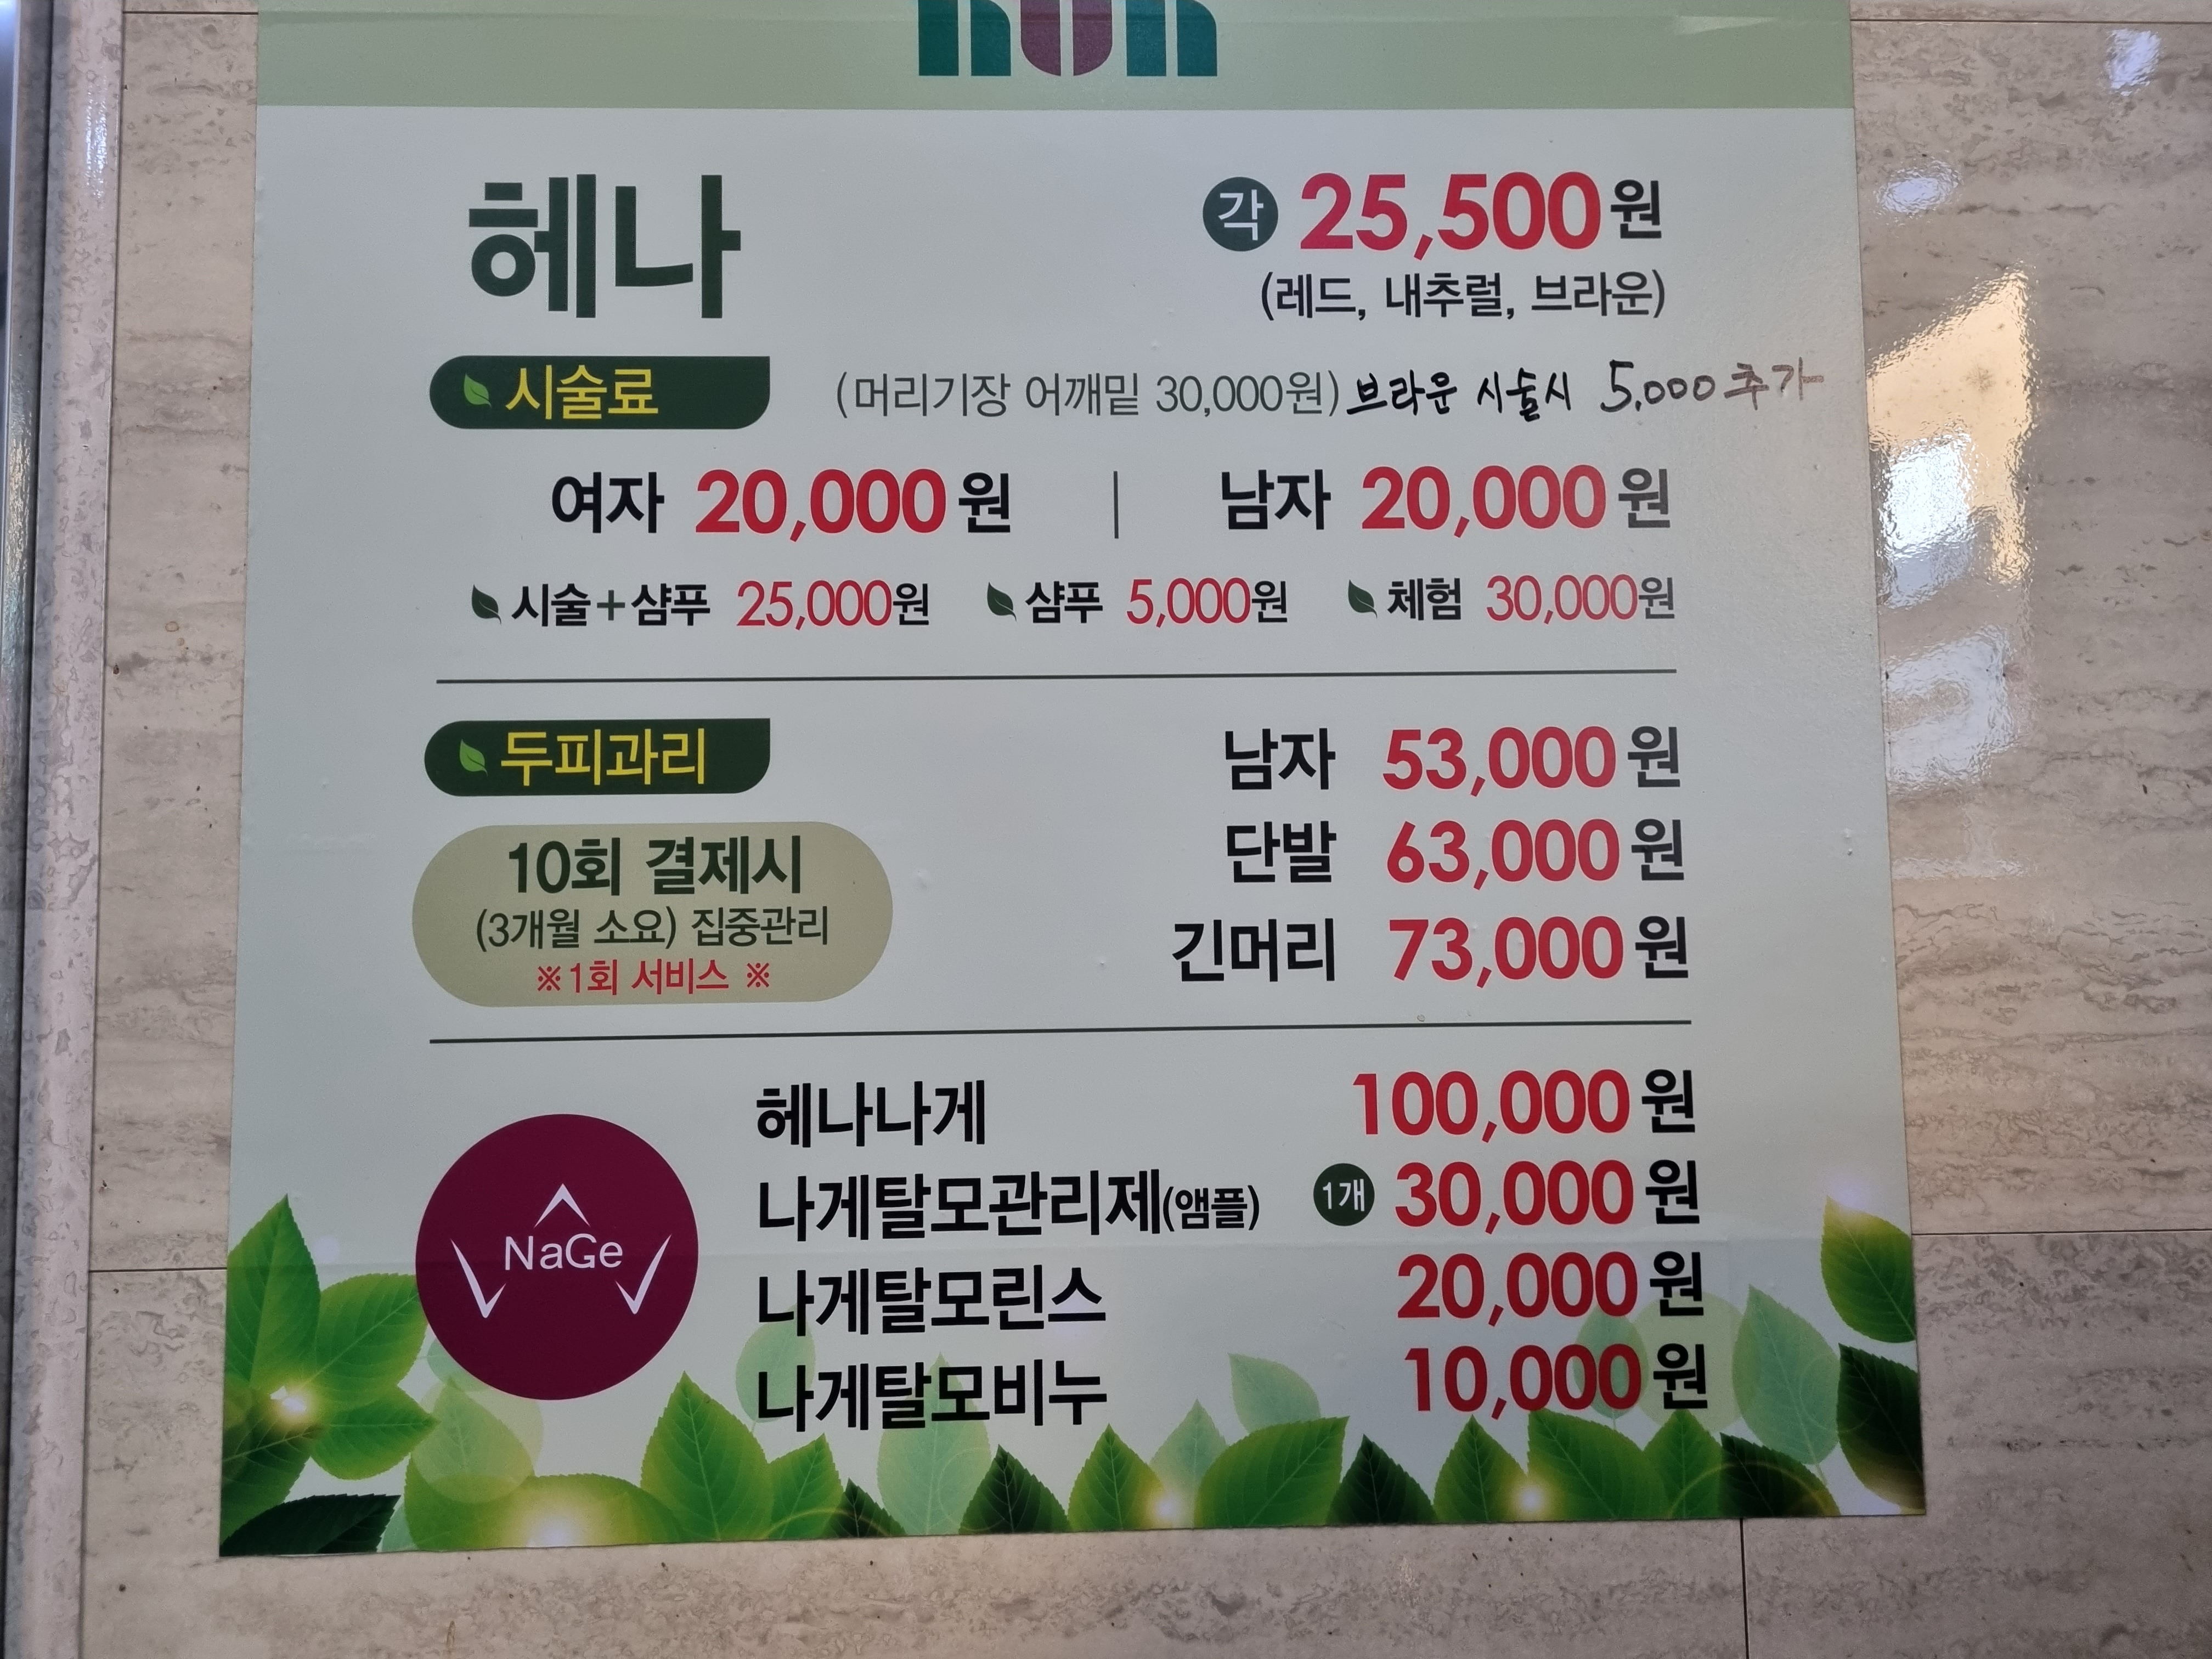 헤나
각 25,500원
(레드, 내추럴, 브라운)
시술료 (머리기장 어깨밑 30,000원) 브라운 시술시 5,000 추가
여자 20,000원 | 남자 20,000원
시술+샴푸 25,000원 샴푸 5,000원 체험 30,000원
두피과리
10회 결제시
(3개월 소요) 집중관리
※1회 서비스 ※
남자 53,000원
단발 63,000원
긴머리 73,000원
NaGe
헤나나게 100,000원
나게탈모관리제(앰플) 1개 30,000원
나게탈모린스 20,000원
나게탈모비누 10,000원